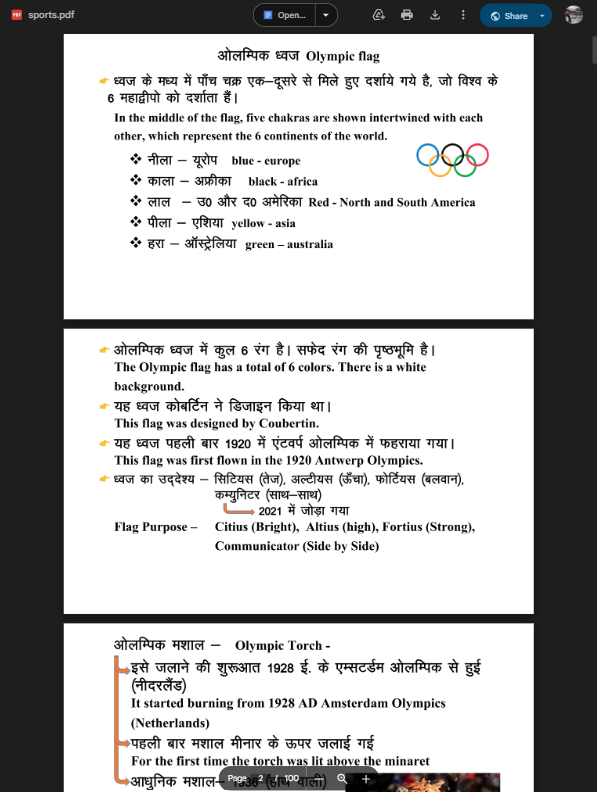 sports.pdf
Open...
Share
ओलम्पिक ध्वज Olympic flag
ध्वज के मध्य में पाँच चक्र एक–दूसरे से मिले हुए दर्शाये गये है, जो विश्व के
6 महाद्वीपो को दर्शाता हैं।
In the middle of the flag, five chakras are shown intertwined with each
other, which represent the 6 continents of the world.
❖ नीला – यूरोप blue - europe
❖ काला – अफ्रीका black - africa
❖ लाल – उ0 और द0 अमेरिका Red - North and South America
❖ पीला – एशिया yellow - asia
❖ हरा – ऑस्ट्रेलिया green – australia
ओलम्पिक ध्वज में कुल 6 रंग है। सफेद रंग की पृष्ठभूमि है।
The Olympic flag has a total of 6 colors. There is a white
background.
यह ध्वज कोबर्टिन ने डिजाइन किया था।
This flag was designed by Coubertin.
यह ध्वज पहली बार 1920 में एंटवर्प ओलम्पिक में फहराया गया।
This flag was first flown in the 1920 Antwerp Olympics.
ध्वज का उद्देश्य – सिटियस (तेज), अल्टीयस (ऊँचा), फोर्टियस (बलवान),
कम्युनिटर (साथ–साथ)
2021 में जोड़ा गया
Flag Purpose – Citius (Bright), Altius (high), Fortius (Strong),
Communicator (Side by Side)
ओलम्पिक मशाल – Olympic Torch -
इसे जलाने की शुरूआत 1928 ई. के एम्सटर्डम ओलम्पिक से हुई
(नीदरलैंड)
It started burning from 1928 AD Amsterdam Olympics
(Netherlands)
पहली बार मशाल मीनार के ऊपर जलाई गई
For the first time the torch was lit above the minaret
आधुनिक मशाल– 1936 (हाथ वाली)
Page 2 / 100